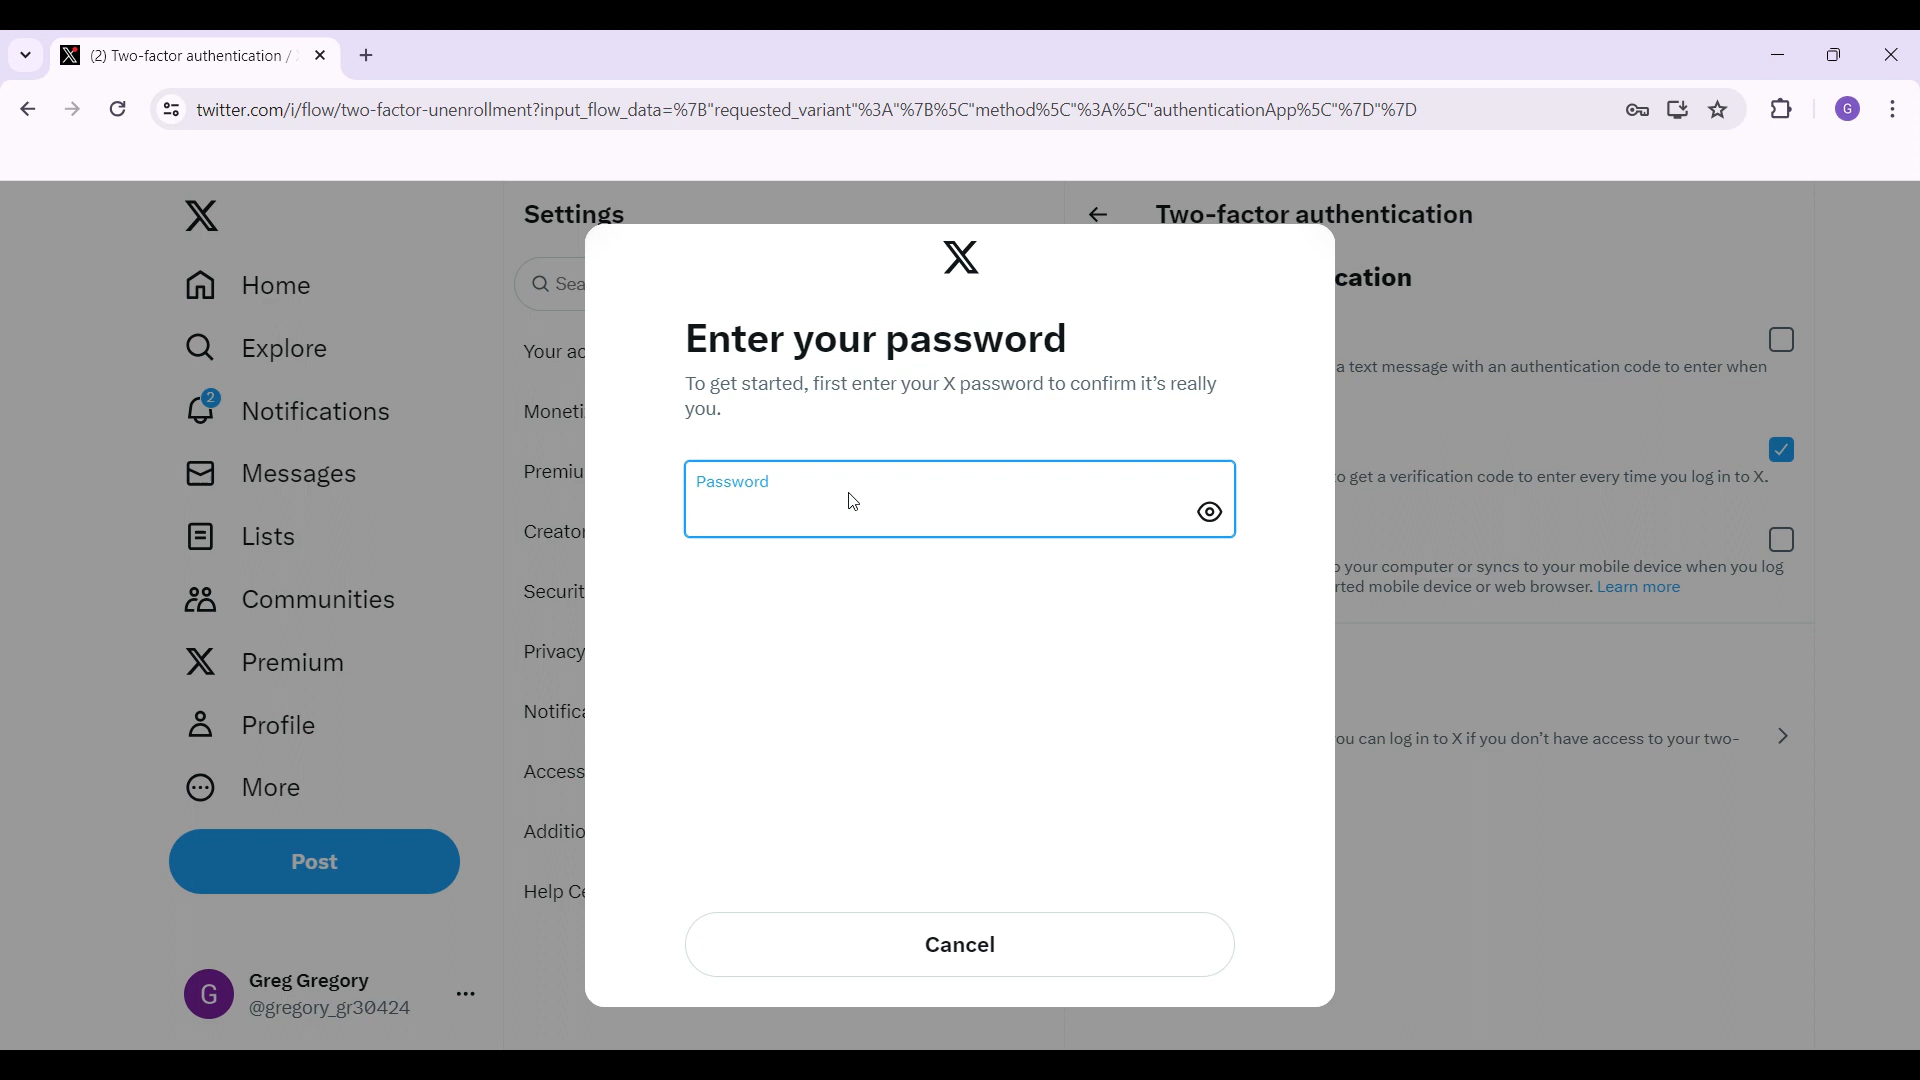 (2) Two-factor authentication /
twitter.com/i/flow/two-factor-unenrollment?input_flow_data=%7B"requested_variant"%3A"%7B%5C"method%5C"%3A%5C"authenticationApp%5C"%7D"%7D
G
Home
Explore
2
Notifications
Messages
Lists
Communities
Premium
Profile
More
Post
G
Greg Gregory
@gregory_gr30424
Settings
Sea
Your ac
Moneti
Premiu
Creator
Securit
Privacy
Notifica
Access
Additio
Help Ce
Enter your password
To get started, first enter your X password to confirm it’s really
you.
Password
Cancel
Two-factor authentication
cation
a text message with an authentication code to enter when
to get a verification code to enter every time you log in to X.
o your computer or syncs to your mobile device when you log
rted mobile device or web browser. Learn more
ou can log in to X if you don’t have access to your two-